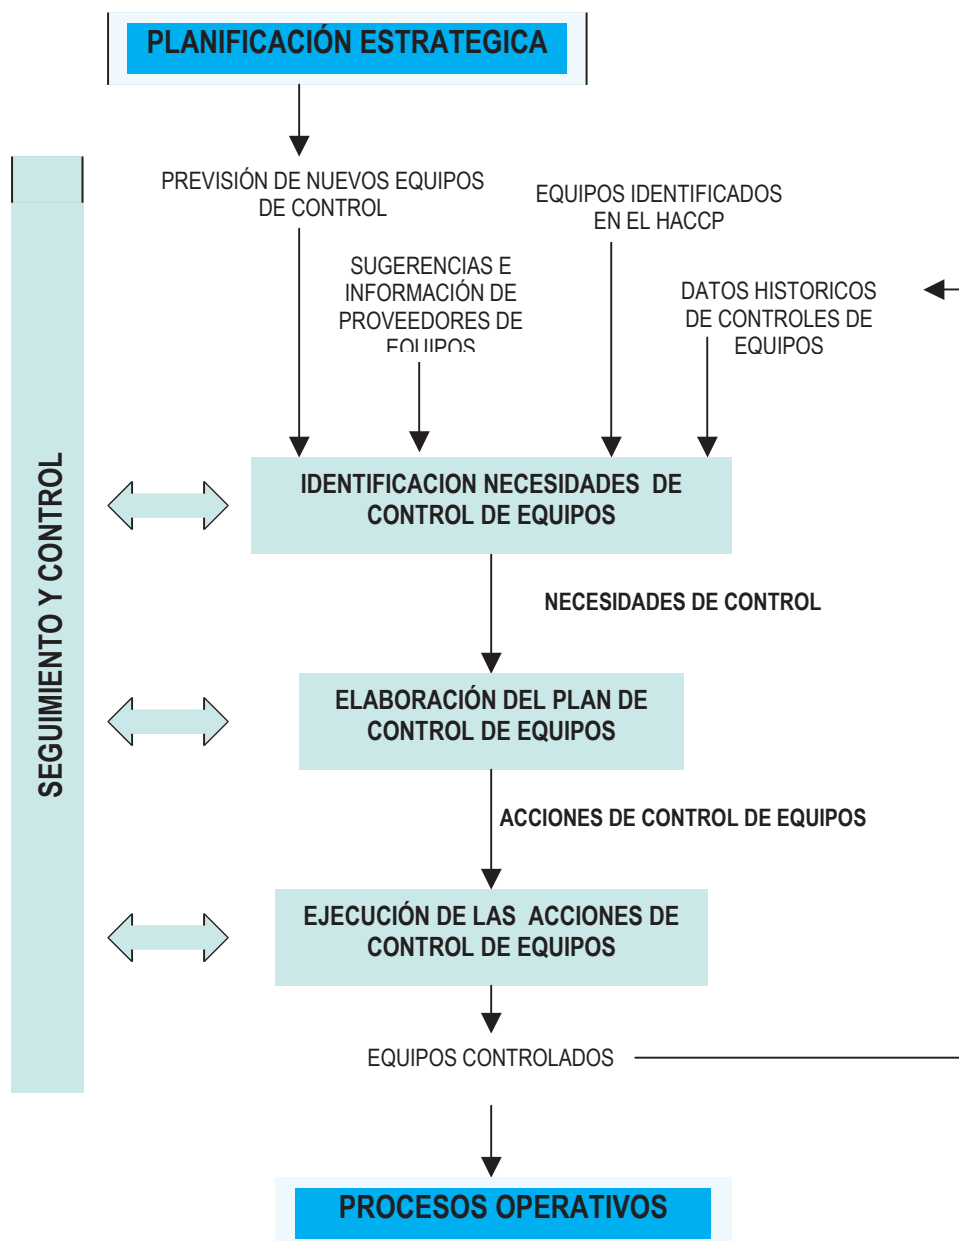 PLANIFICACIÓN ESTRATEGICA
PREVISIÓN DE NUEVOS EQUIPOS
DE CONTROL
EQUIPOS IDENTIFICADOS
EN EL HACCP
SUGERENCIAS E
INFORMACIÓN DE
PROVEEDORES DE
EQUIPOS
DATOS HISTORICOS
DE CONTROLES DE
EQUIPOS
SEGUIMIENTO Y CONTROL
IDENTIFICACION NECESIDADES DE
CONTROL DE EQUIPOS
NECESIDADES DE CONTROL
ELABORACIÓN DEL PLAN DE
CONTROL DE EQUIPOS
ACCIONES DE CONTROL DE EQUIPOS
EJECUCIÓN DE LAS ACCIONES DE
CONTROL DE EQUIPOS
EQUIPOS CONTROLADOS
PROCESOS OPERATIVOS